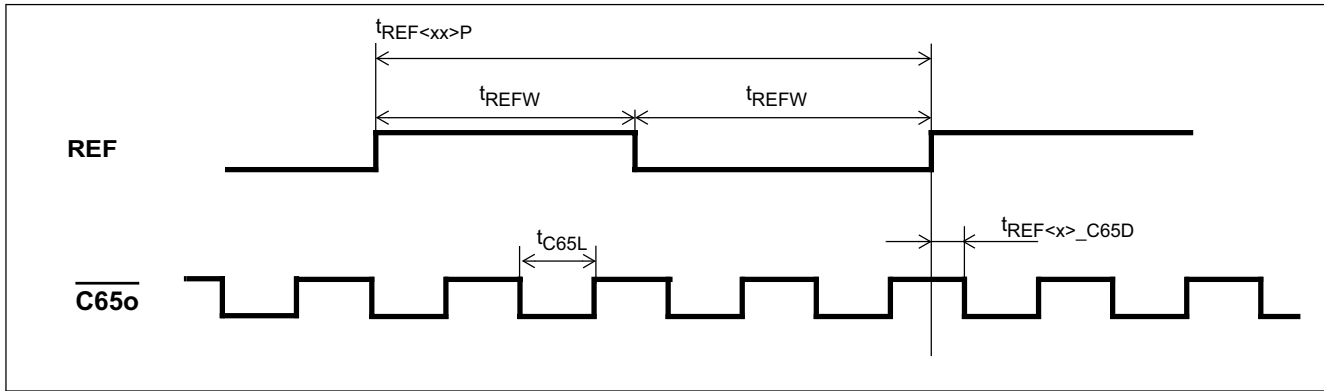 tREF<xx>P
tREFW tREFW
REF
tC65L tREF<x>_C65D
C65o